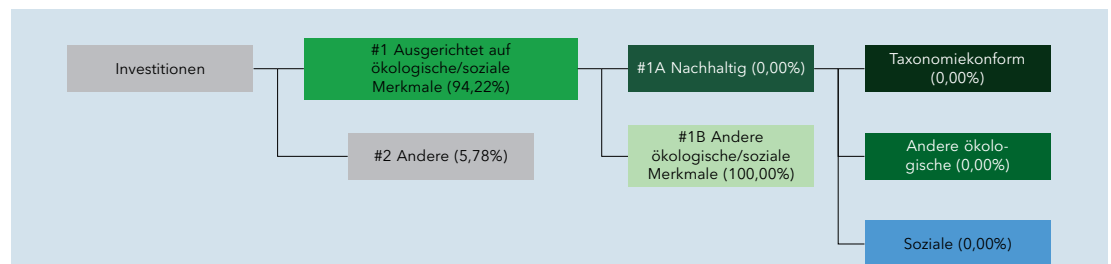 Investitionen
#1 Ausgerichtet auf
ökologische/soziale
Merkmale (94,22%)
#2 Andere (5,78%)
#1A Nachhaltig (0,00%)
#1B Andere
ökologische/soziale
Merkmale (100,00%)
Taxonomiekonform
(0,00%)
Andere ökolo-
gische (0,00%)
Soziale (0,00%)